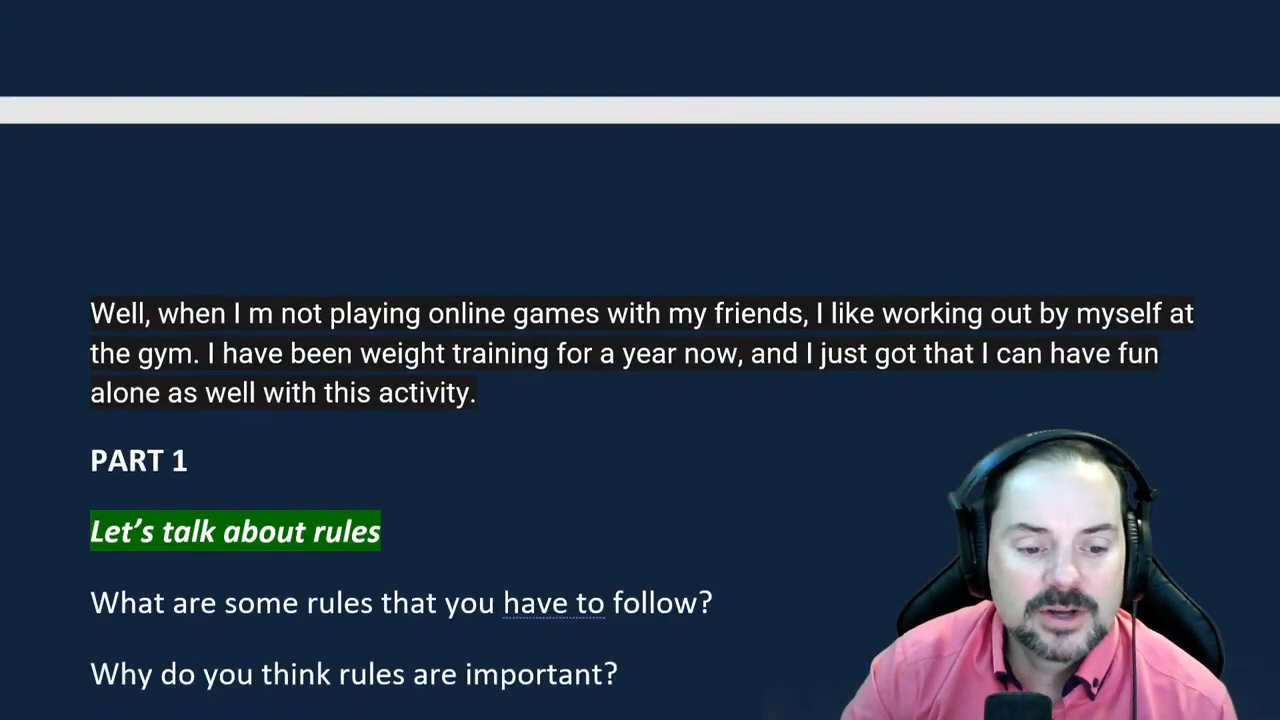 Well, when I m not playing online games with my friends, I like working out by myself at
the gym. I have been weight training for a year now, and I just got that I can have fun
alone as well with this activity.
PART 1
Let’s talk about rules
What are some rules that you have to follow?
Why do you think rules are important?